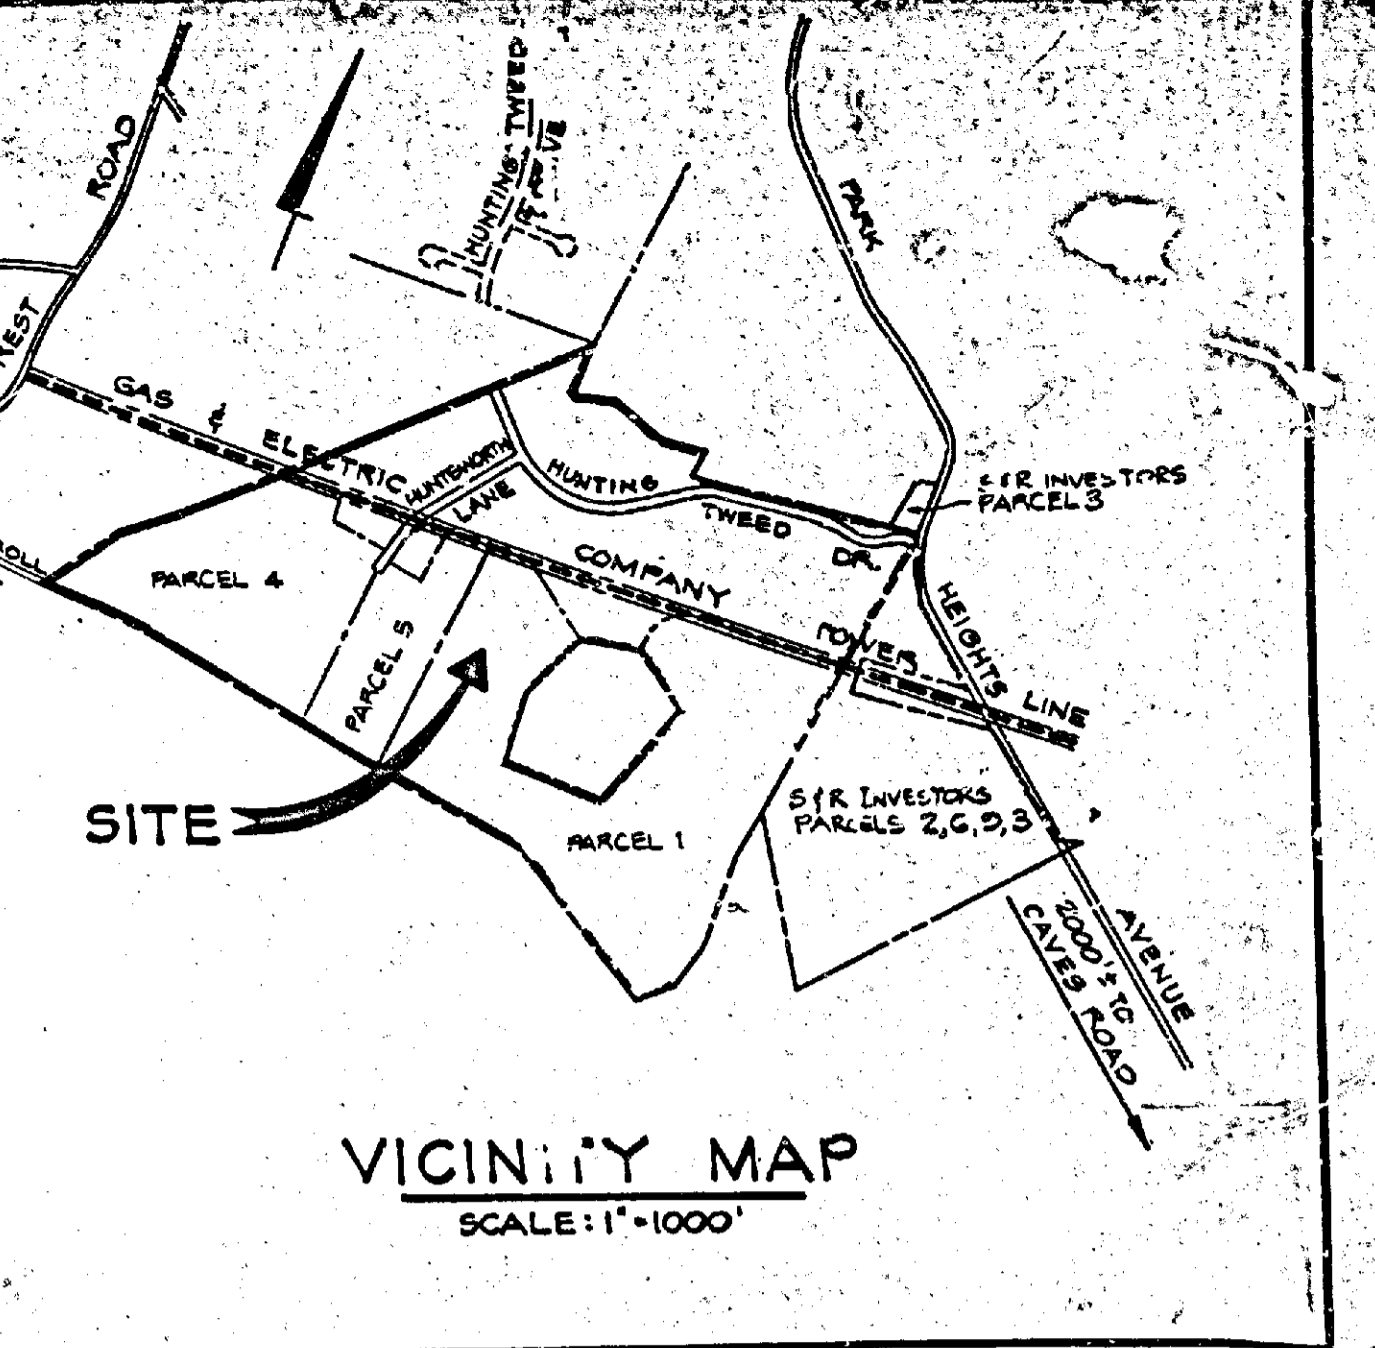 ROAD
REST
HUNTING TWEED
PARK
GAS &
ELECTRIC
HUNTSWORTH
LANE
HUNTING
TWEED
DR.
S & R INVESTORS
PARCEL 3
ROLL
PARCEL 4
COMPANY
HEIGHTS
POWER
LINE
PARCEL 5
SITE
S & R INVESTORS
PARCELS 2,6,9,3
PARCEL 1
AVENUE
2000'± TO
CAVES ROAD
VICINITY MAP
SCALE: 1"=1000'